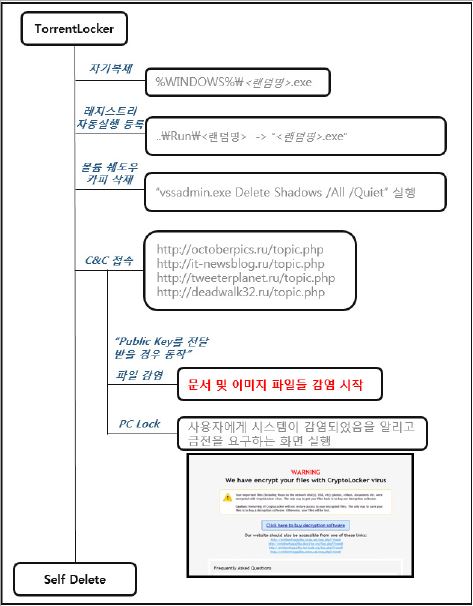 TorrentLocker
자기복제
%WINDOWS%₩<랜덤명>.exe
레지스트리
자동실행 등록
...₩Run₩<랜덤명> -> "<랜덤명>.exe"
볼륨 쉐도우
카피 삭제
"vssadmin.exe Delete Shadows /All /Quiet" 실행
C&C 접속
http://octoberpics.ru/topic.php
http://it-newsblog.ru/topic.php
http://tweeterplanet.ru/topic.php
http://deadwalk32.ru/topic.php
"Public Key를 전달
받을 경우 동작"
파일 감염
문서 및 이미지 파일들 감염 시작
PC Lock
사용자에게 시스템이 감염되었음을 알리고
금전을 요구하는 화면 실행
WARNING
We have encrypt your files with CryptoLocker virus
Click here to buy decryption software
Our website should also be accessible from one of these links:
Frequently Asked Questions
Self Delete